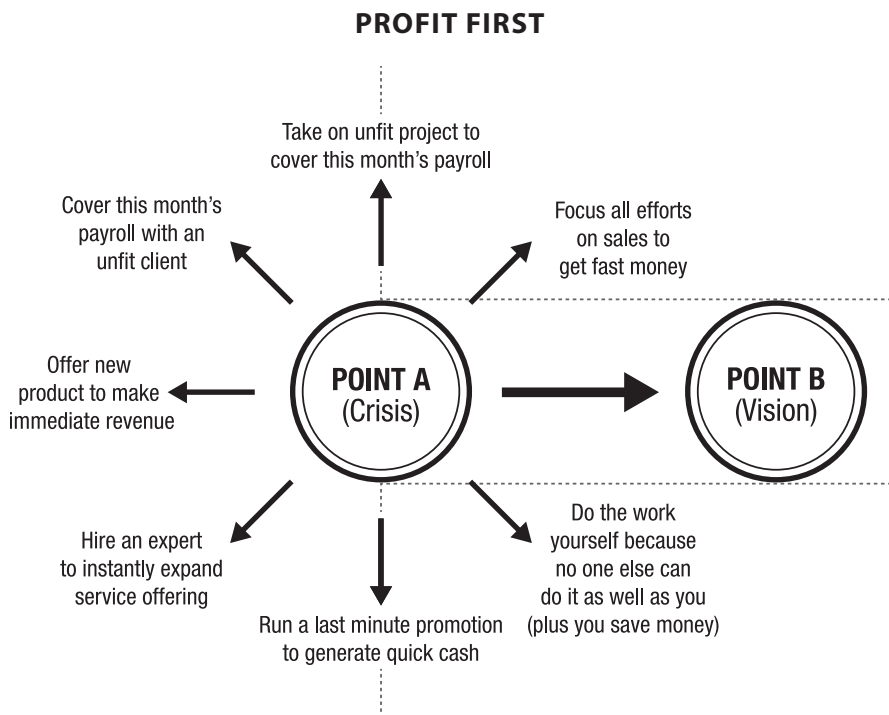 PROFIT FIRST
Take on unfit project to
cover this month's payroll
Cover this month's
payroll with an
unfit client
Focus all efforts
on sales to
get fast money
Offer new
product to make
immediate revenue
POINT A
(Crisis)
POINT B
(Vision)
Hire an expert
to instantly expand
service offering
Do the work
yourself because
no one else can
do it as well as you
(plus you save money)
Run a last minute promotion
to generate quick cash